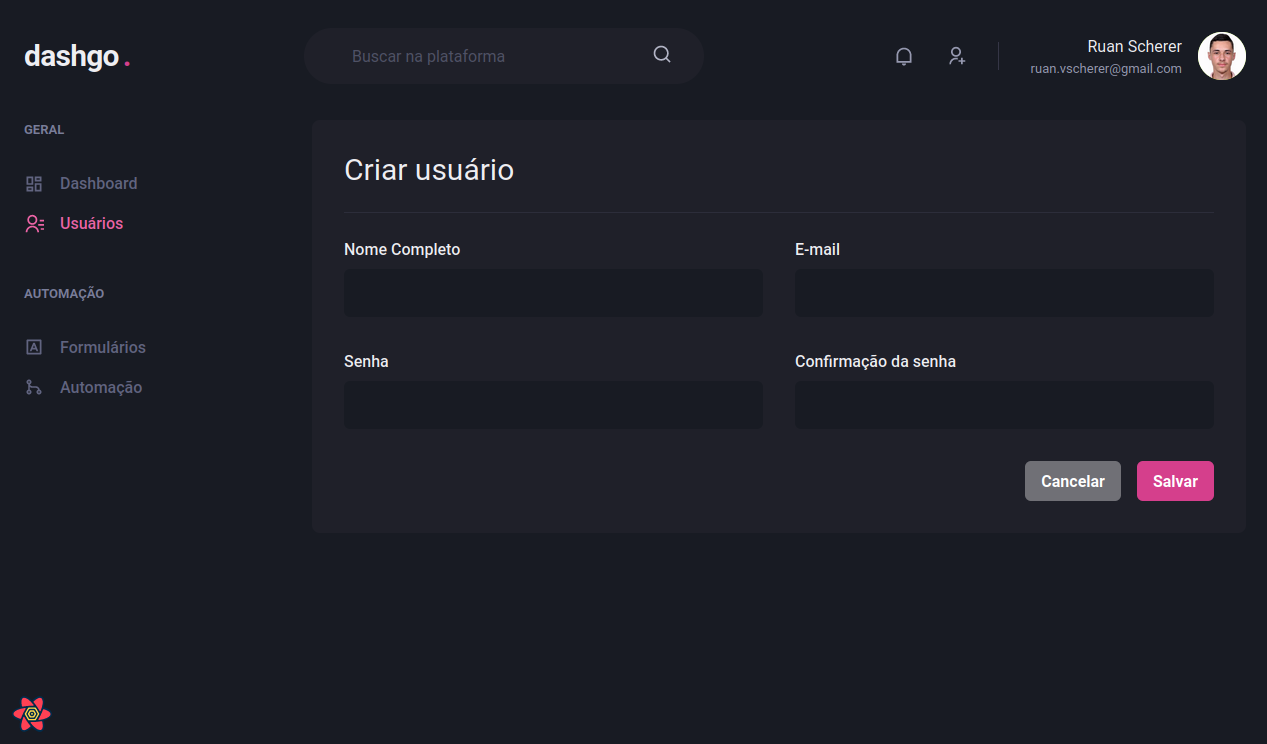 dashgo.
Buscar na plataforma
Ruan Scherer
ruan.vscherer@gmail.com
GERAL
Dashboard
Usuários
AUTOMAÇÃO
Formulários
Automação
Criar usuário
Nome Completo
E-mail
Senha
Confirmação da senha
Cancelar
Salvar